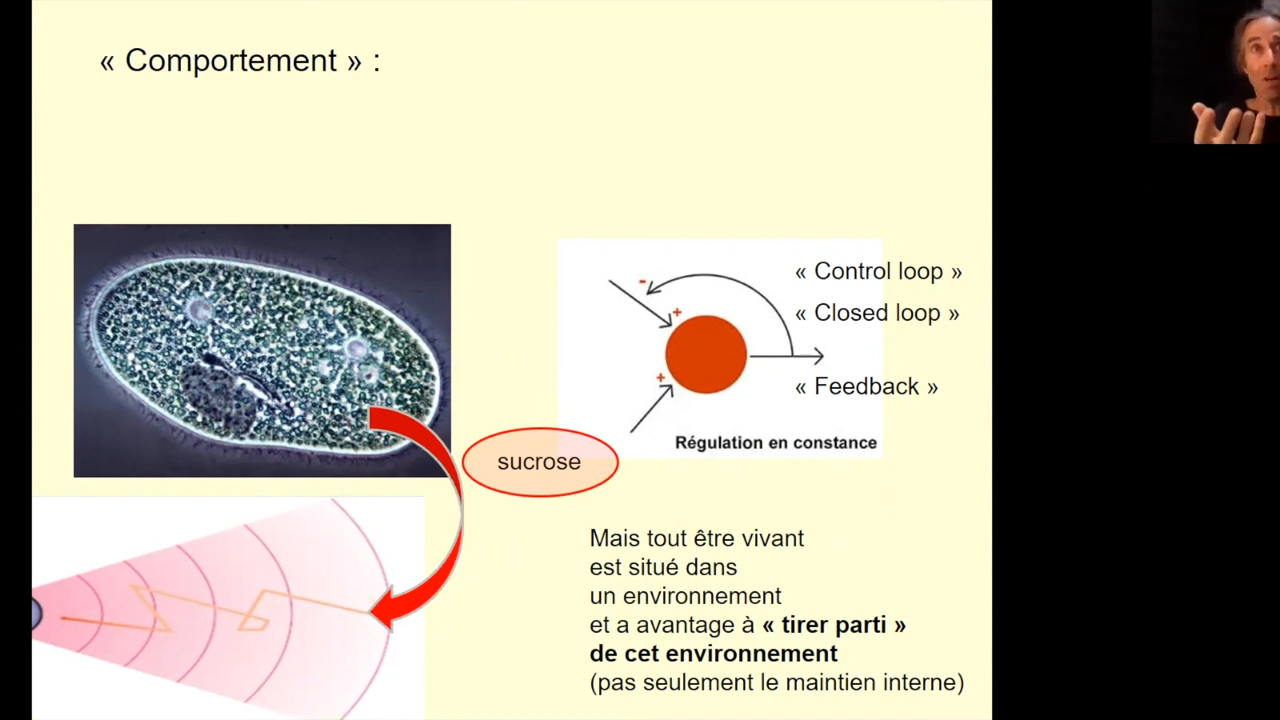 « Comportement » :
-
+
+
« Control loop »
« Closed loop »
« Feedback »
Régulation en constance
sucrose
Mais tout être vivant
est situé dans
un environnement
et a avantage à « tirer parti »
de cet environnement
(pas seulement le maintien interne)